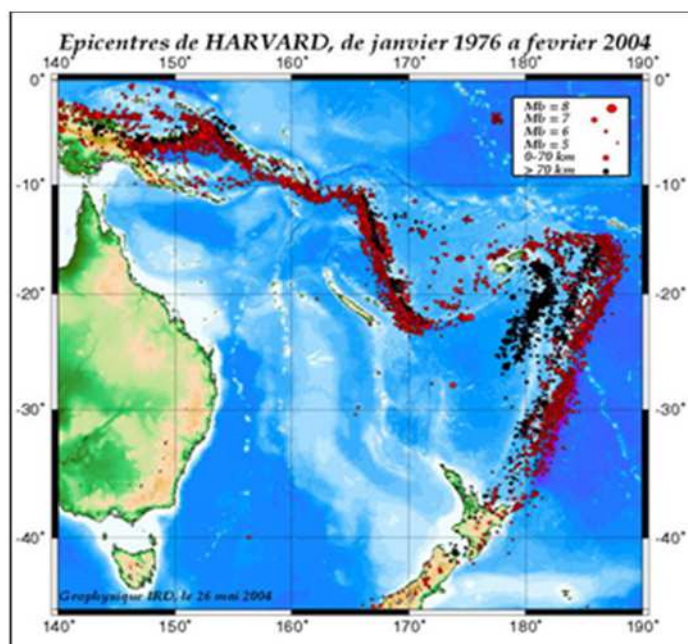 Epicentres de HARVARD, de janvier 1976 a fevrier 2004
140° 150° 160° 170° 180° 190°
0°
0°
Mb = 8
Mb = 7
Mb = 6
Mb = 5
0-70 km
> 70 km
-10°
-10°
-20°
-20°
-30°
-30°
-40°
-40°
Geophysique IRD, le 26 mai 2004
140° 150° 160° 170° 180° 190°